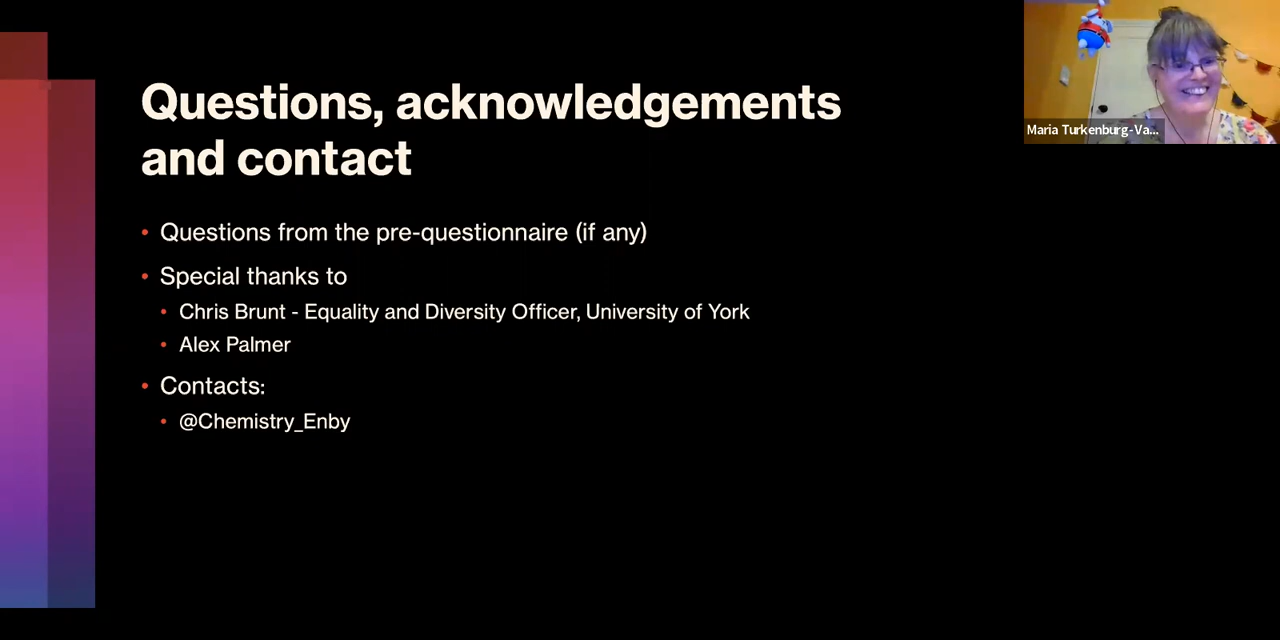 Questions, acknowledgements
and contact
• Questions from the pre-questionnaire (if any)
• Special thanks to
• Chris Brunt - Equality and Diversity Officer, University of York
• Alex Palmer
• Contacts:
• @Chemistry_Enby
Maria Turkenburg-Va...